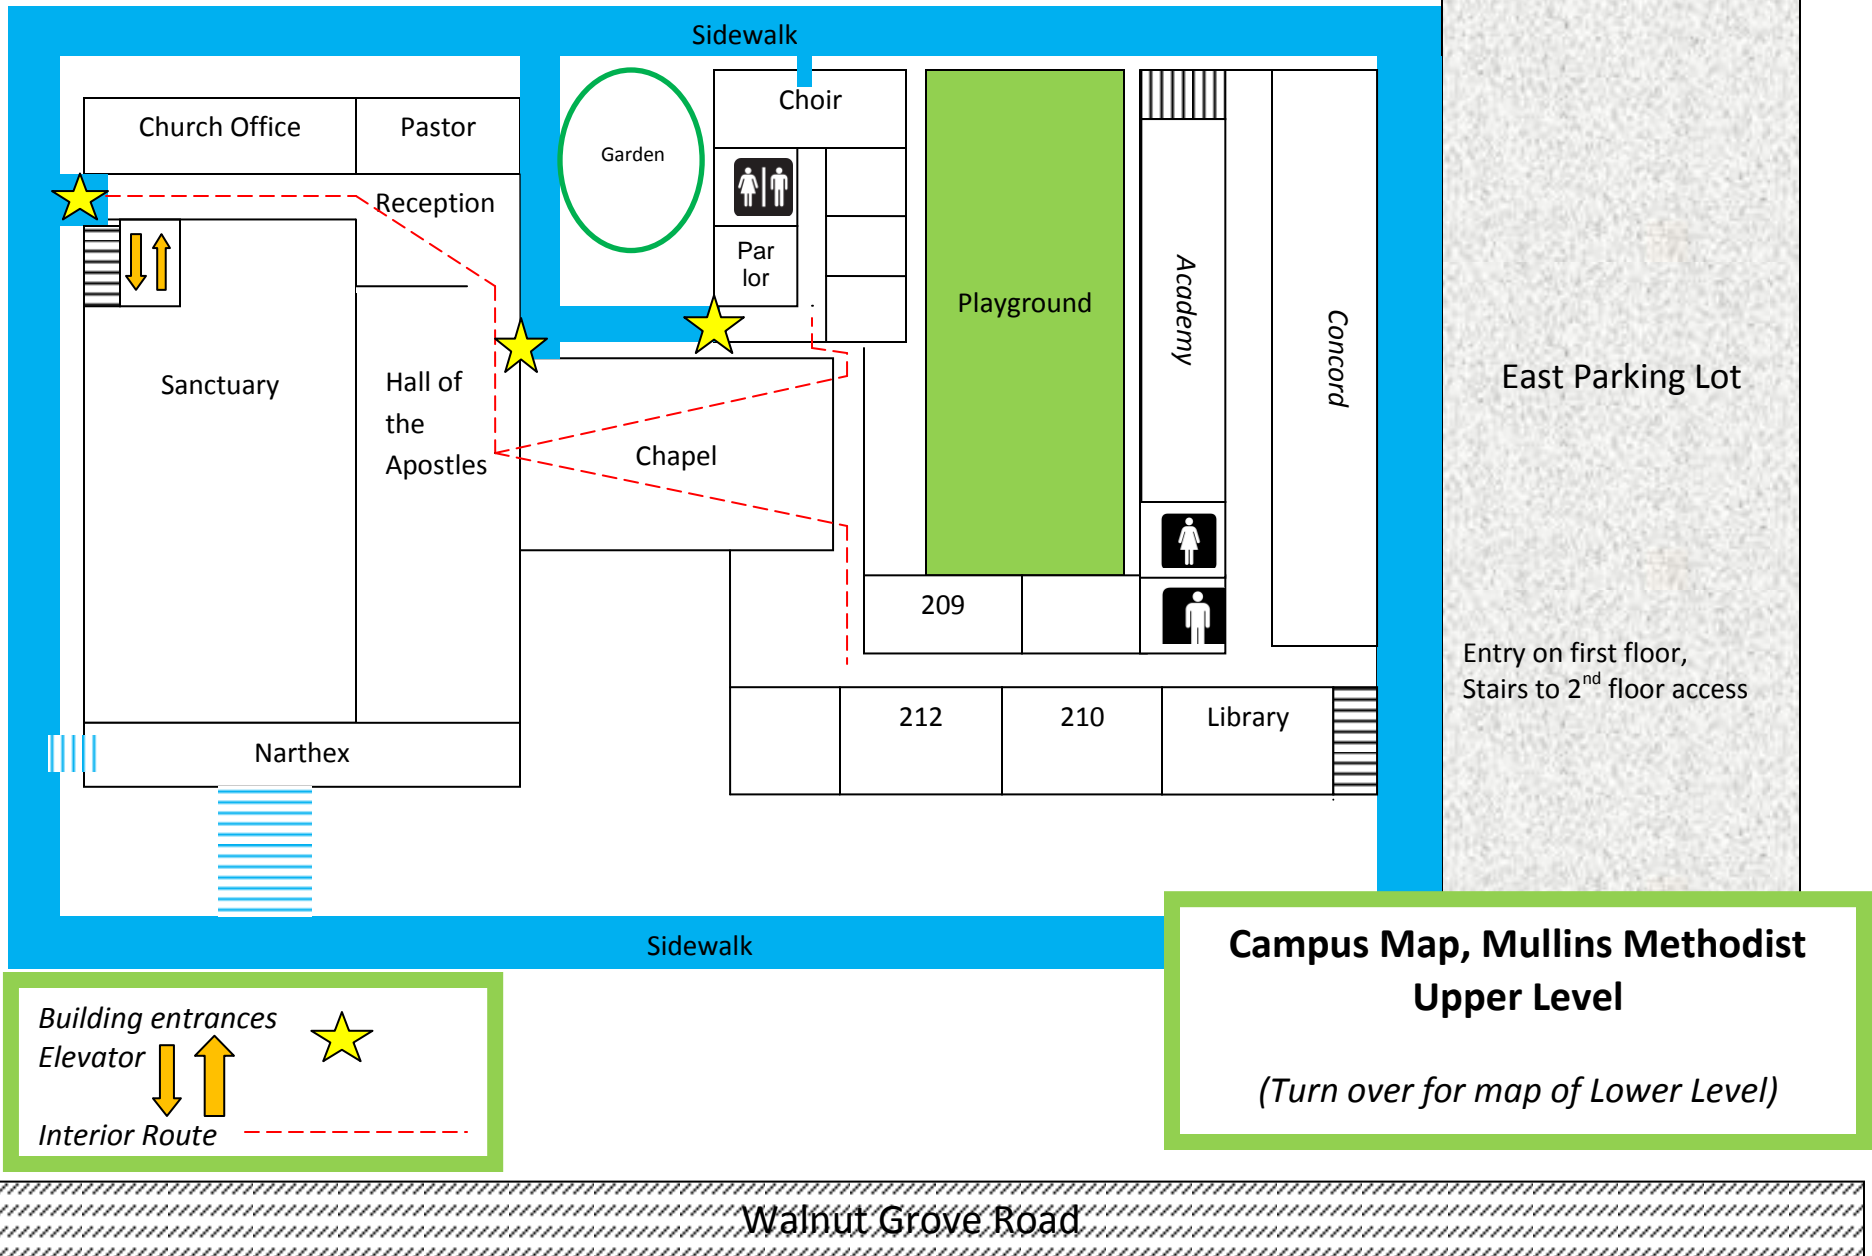 Sidewalk
Church Office
Pastor
Garden
Choir
Reception
Par
lor
Academy
Concord
Playground
Sanctuary
Hall of
the
Apostles
Chapel
East Parking Lot
209
Entry on first floor,
Stairs to 2nd floor access
212
210
Library
Narthex
Sidewalk
Campus Map, Mullins Methodist
Upper Level
(Turn over for map of Lower Level)
Building entrances
Elevator
Interior Route
Walnut Grove Road